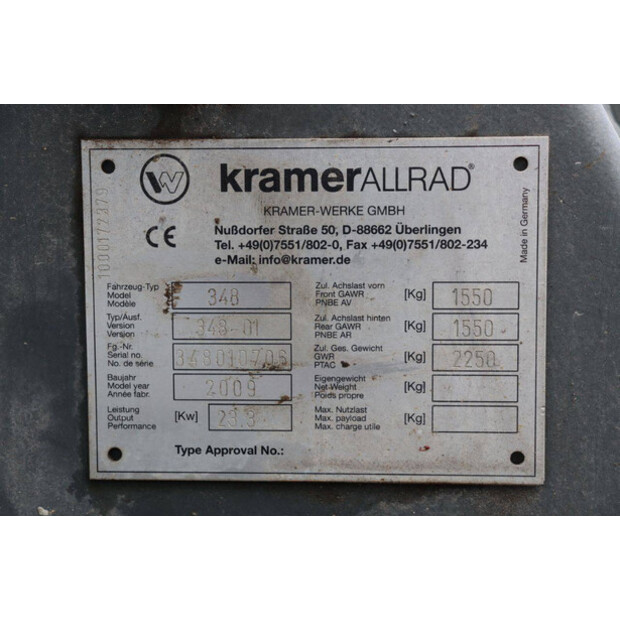 kramerALLRAD®
KRAMER-WERKE GMBH
Nußdorfer Straße 50, D-88662 Überlingen
Tel. +49(0)7551/802-0, Fax +49(0)7551/802-234
e-Mail: info@kramer.de
CE
Made in Germany
1000172379
Fahrzeug-Typ
Model
Modéle
348
Typ/Ausf.
Version
Version
348-01
Fg.-Nr.
Serial no.
No. de série
348010706
Baujahr
Model year
Année fabr.
2009
Leistung
Output
Performance
[Kw]
23.3
Zul. Achslast vorn
Front GAWR
PNBE AV
[Kg]
1550
Zul. Achslast hinten
Rear GAWR
PNBE AR
[Kg]
1550
Zul. Ges. Gewicht
GWR
PTAC
[Kg]
2250
Eigengewicht
Net Weight
Poids propre
[Kg]
Max. Nutzlast
Max. payload
Max. charge utile
[Kg]
Type Approval No.: